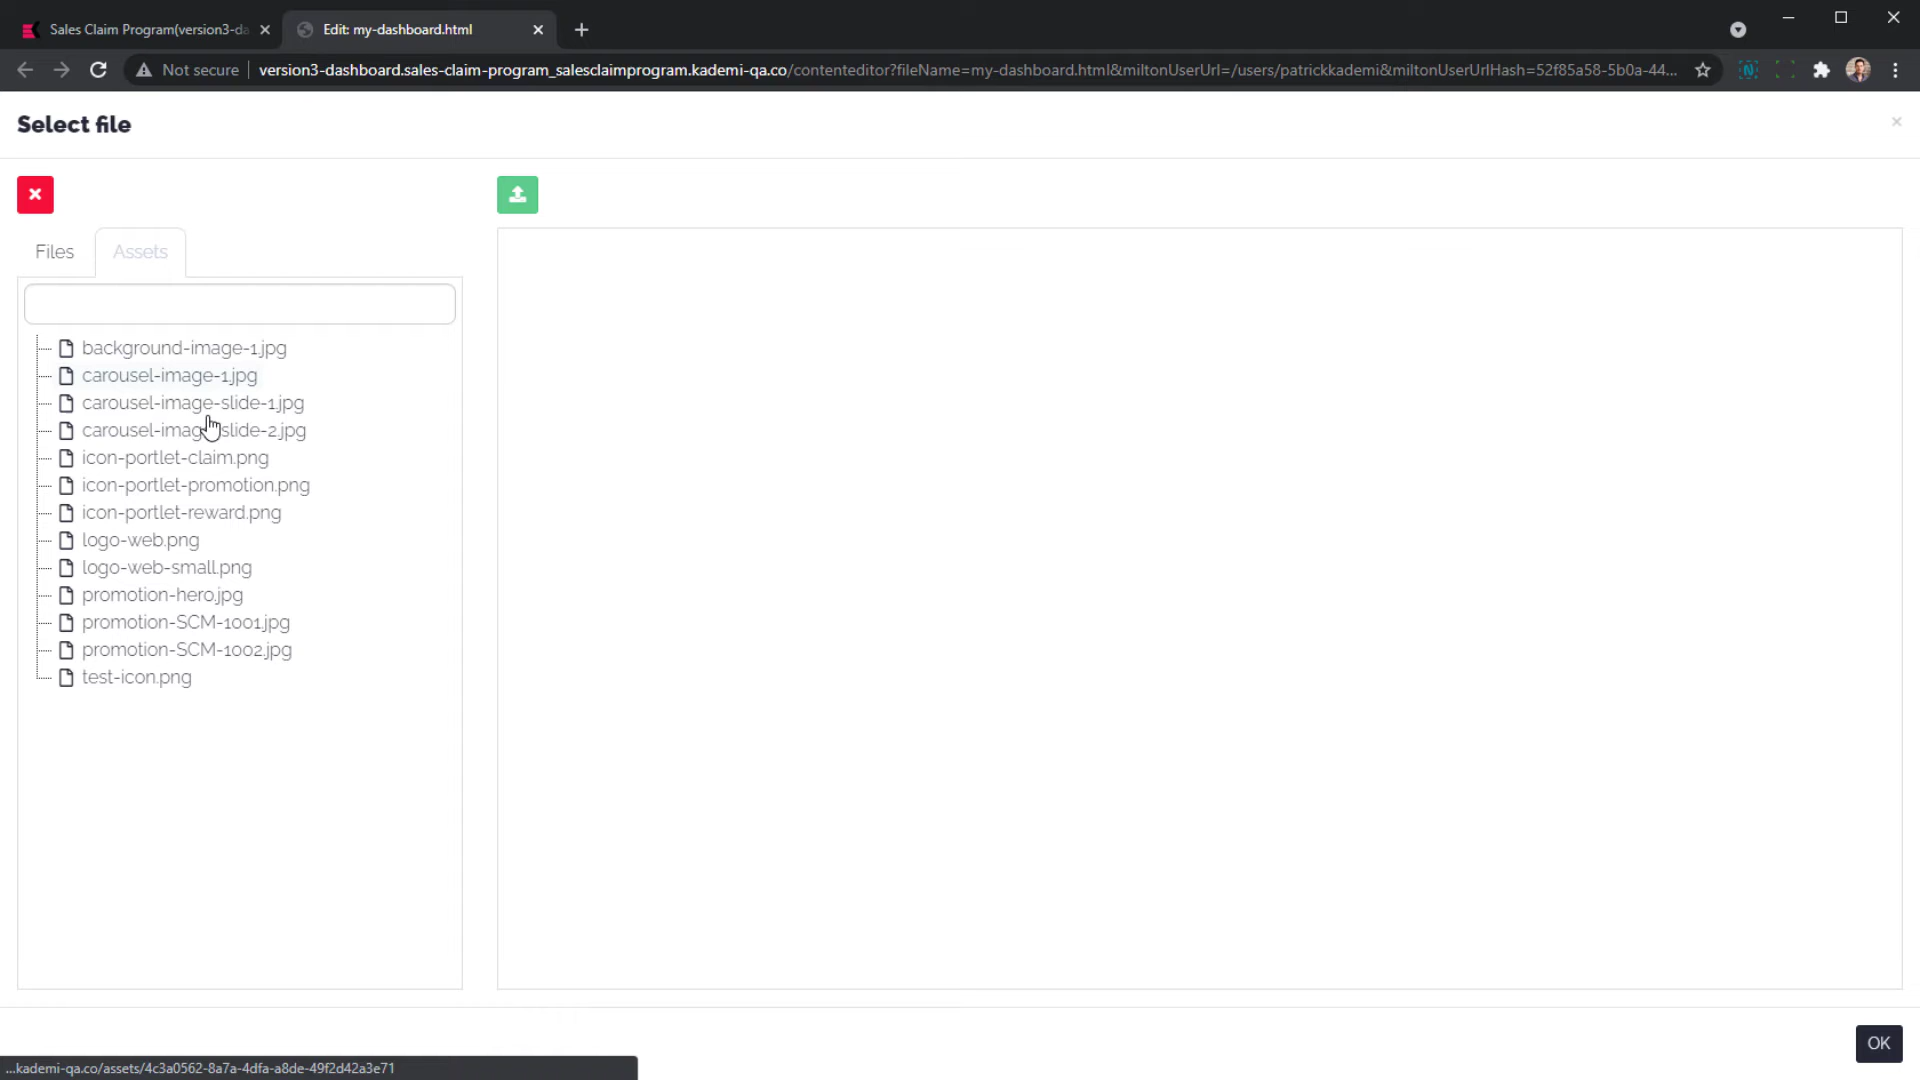 Sales Claim Program(version3-da
Edit: my-dashboard.html
Not secure
version3-dashboard.sales-claim-program_salesclaimprogram.kademi-qa.co/contenteditor?fileName=my-dashboard.html&miltonUserUrl=/users/patrickkademi&miltonUserUrlHash=52f85a58-5b0a-44...
Select file
Files
Assets
background-image-1.jpg
carousel-image-1.jpg
carousel-image-slide-1.jpg
carousel-image-slide-2.jpg
icon-portlet-claim.png
icon-portlet-promotion.png
icon-portlet-reward.png
logo-web.png
logo-web-small.png
promotion-hero.jpg
promotion-SCM-1001.jpg
promotion-SCM-1002.jpg
test-icon.png
OK
...kademi-qa.co/assets/4c3a0562-8a7a-4dfa-a8de-49f2d42a3e71